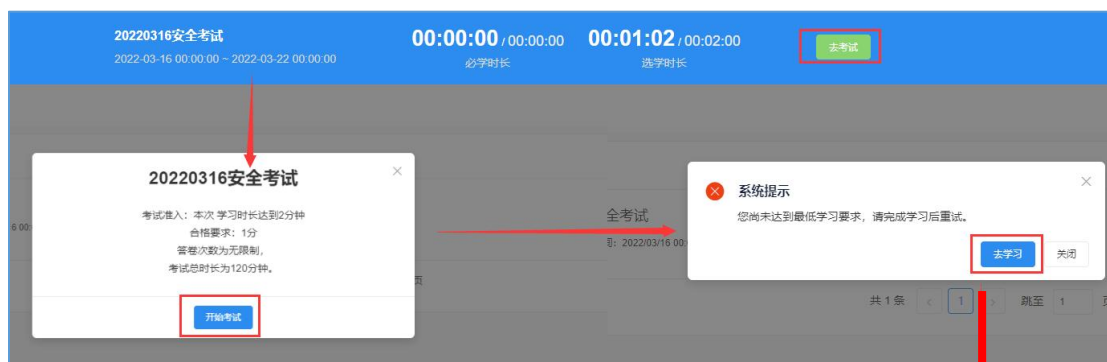 20220316安全考试
2022-03-16 00:00:00 ~ 2022-03-22 00:00:00
00:00:00 / 00:00:00
必学时长
00:01:02 / 00:02:00
选学时长
去考试
20220316安全考试
考试准入：本次 学习时长达到2分钟
合格要求：1分
答卷次数为无限制，
考试总时长为120分钟。
开始考试
6 00:
页
全考试
2022/03/16 00:
系统提示
您尚未达到最低学习要求，请完成学习后重试。
去学习
关闭
共 1 条
1
跳至
1